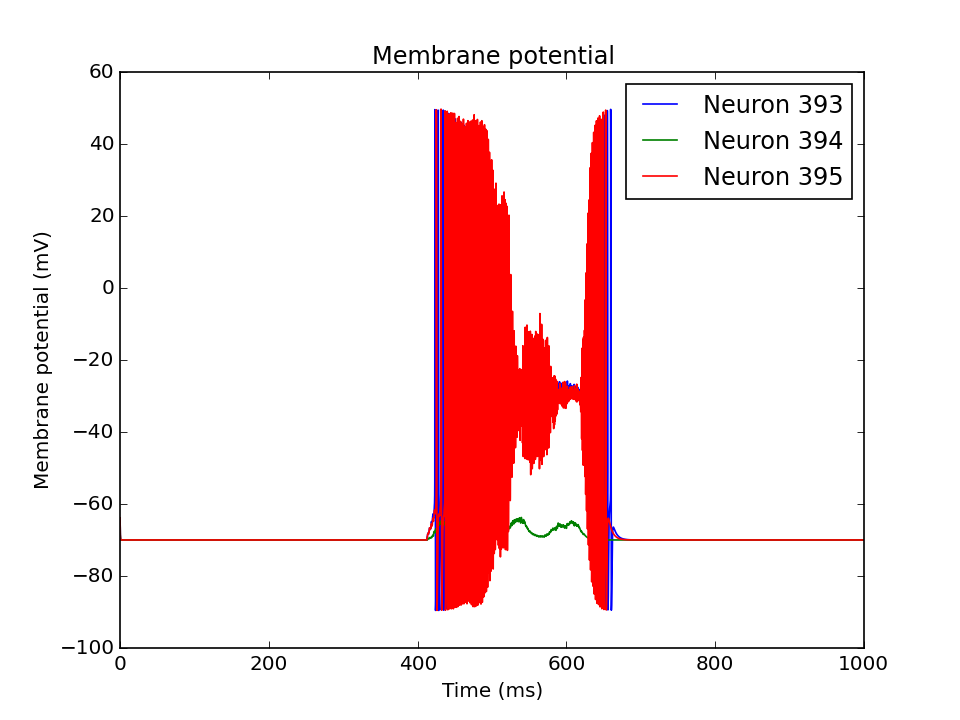 Membrane potential
Neuron 393
Neuron 394
Neuron 395
Membrane potential (mV)
60
40
20
0
−20
−40
−60
−80
−100
0 200 400 600 800 1000
Time (ms)